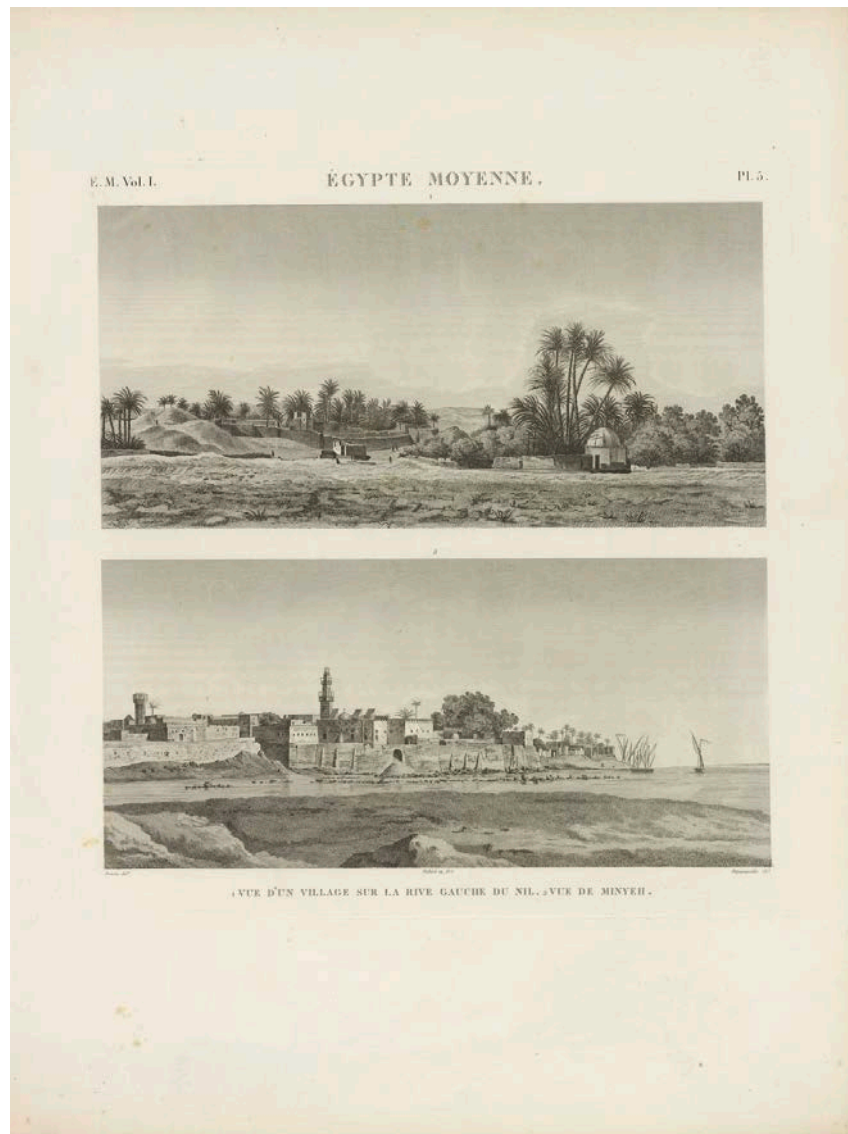 E. M. Vol. I.
ÉGYPTE MOYENNE.
Pl. 5.
1
2
1 VUE D'UN VILLAGE SUR LA RIVE GAUCHE DU NIL. 2 VUE DE MINYEH.